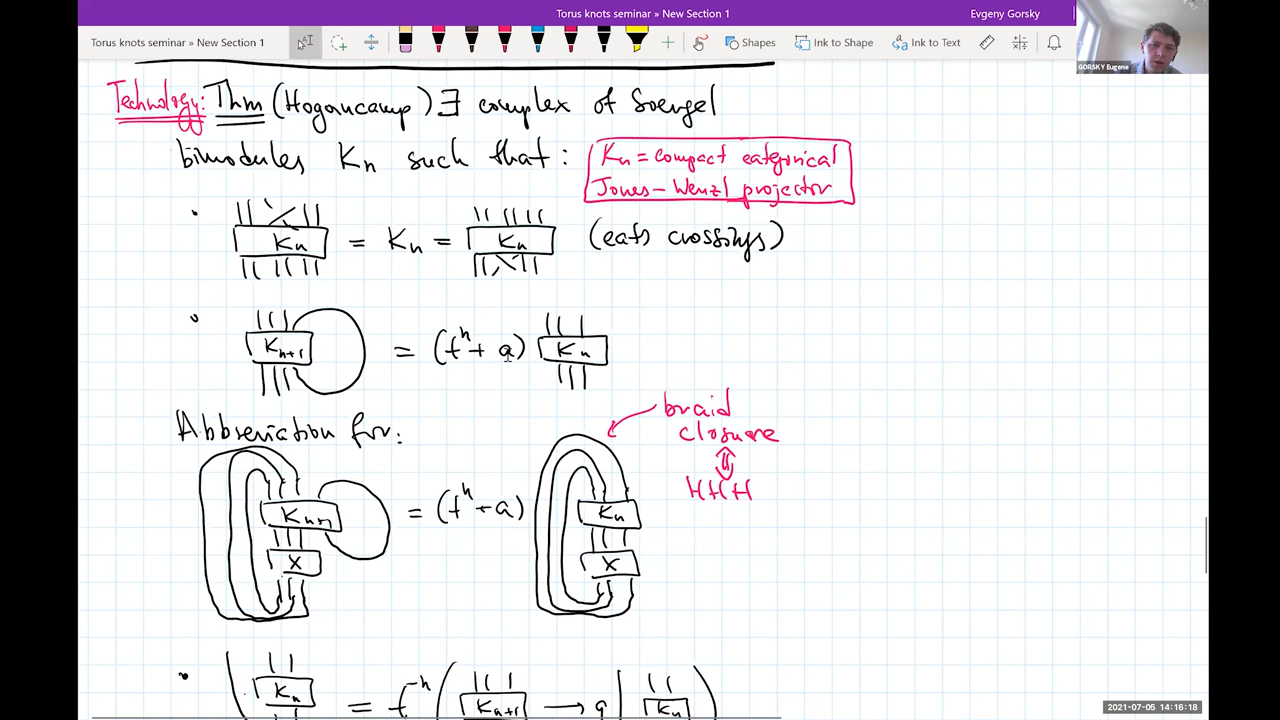 Torus knots seminar » New Section 1
Evgeny Gorsky
Torus knots seminar » New Section 1
Shapes
Ink to Shape
Ink to Text
GORSKY Eugene
Technology: Thm (Hogancamp) ∃ complex of Soergel
bimodules Kn such that:
Kn = compact categorical
Jones-Wenzl projector
Kn = Kn = Kn (eats crossings)
Kn+1 = (t^n + a) Kn
Abbreviation for:
braid
closure
⇕
HHH
Kn+1 = (t^n + a) Kn
X X
Kn = t^-n ( Kn+1 → q Kn )
2021-07-05 14:16:18